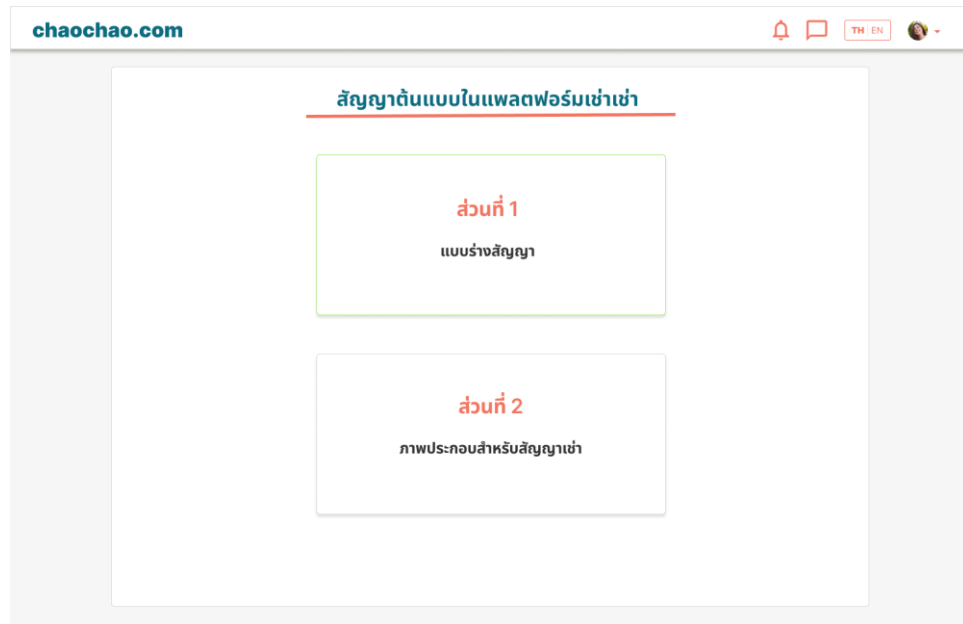 chaochao.com
TH | EN
สัญญาต้นแบบในแพลตฟอร์มเช่าเช่า
ส่วนที่ 1
แบบร่างสัญญา
ส่วนที่ 2
ภาพประกอบสำหรับสัญญาเช่า